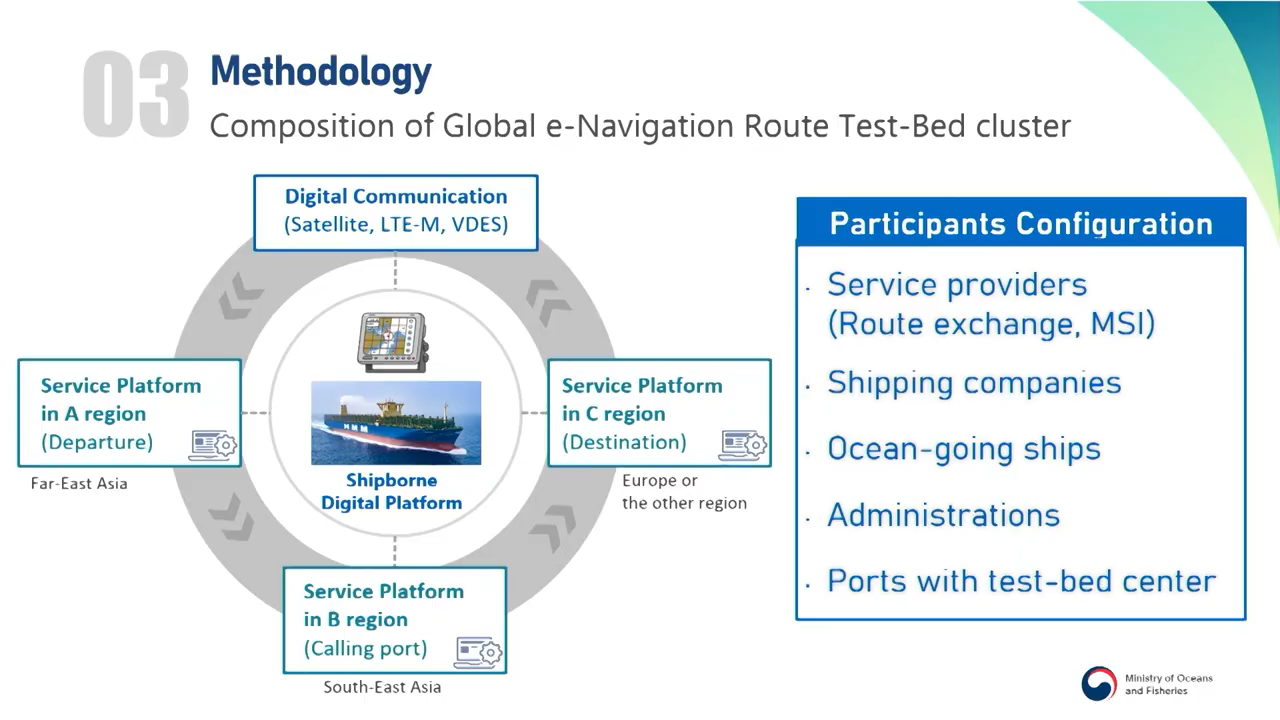 03
Methodology
Composition of Global e-Navigation Route Test-Bed cluster
Digital Communication
(Satellite, LTE-M, VDES)
Service Platform
in A region
(Departure)
Far-East Asia
HMM
Shipborne
Digital Platform
Service Platform
in C region
(Destination)
Europe or
the other region
Service Platform
in B region
(Calling port)
South-East Asia
Participants Configuration
· Service providers
(Route exchange, MSI)
· Shipping companies
· Ocean-going ships
· Administrations
· Ports with test-bed center
Ministry of Oceans
and Fisheries